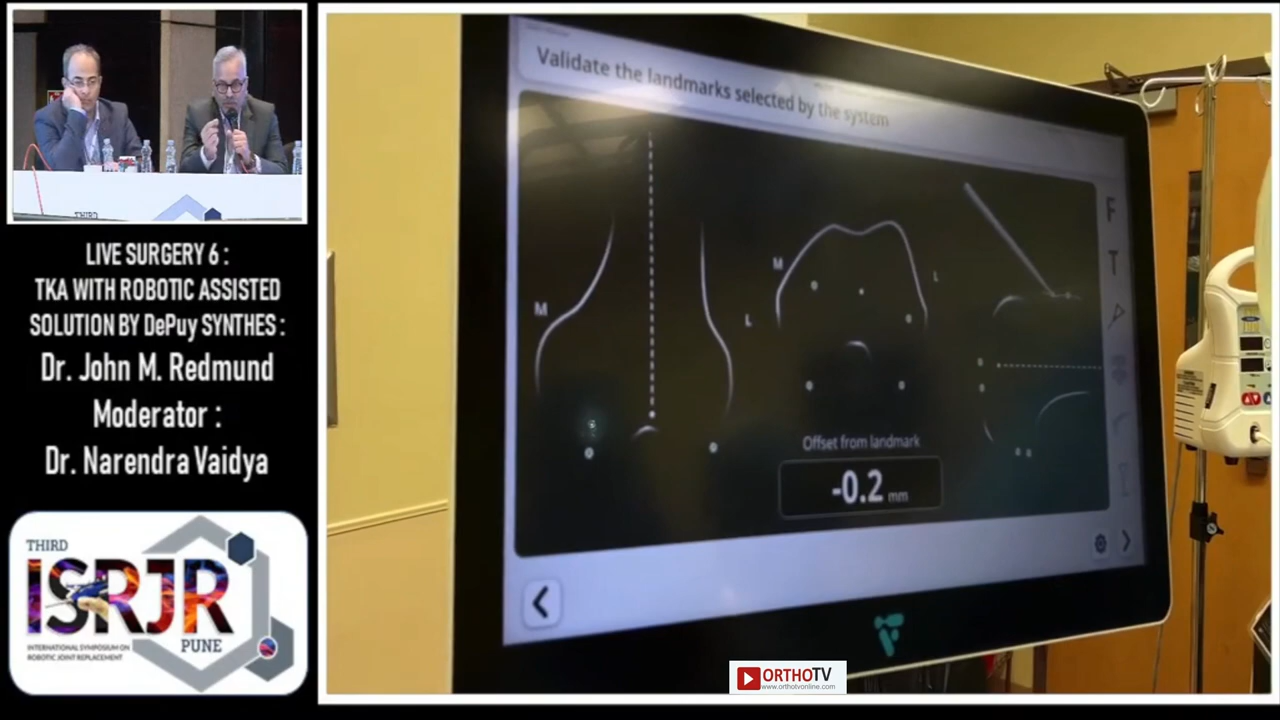 THIRD
LIVE SURGERY 6 :
TKA WITH ROBOTIC ASSISTED
SOLUTION BY DePuy SYNTHES :
Dr. John M. Redmund
Moderator :
Dr. Narendra Vaidya
THIRD
ISRJR
PUNE
INTERNATIONAL SYMPOSIUM ON
ROBOTIC JOINT REPLACEMENT
Validate the landmarks selected by the system
M
L
M
L
Offset from landmark
-0.2 mm
ORTHOTV
www.orthotvonline.com